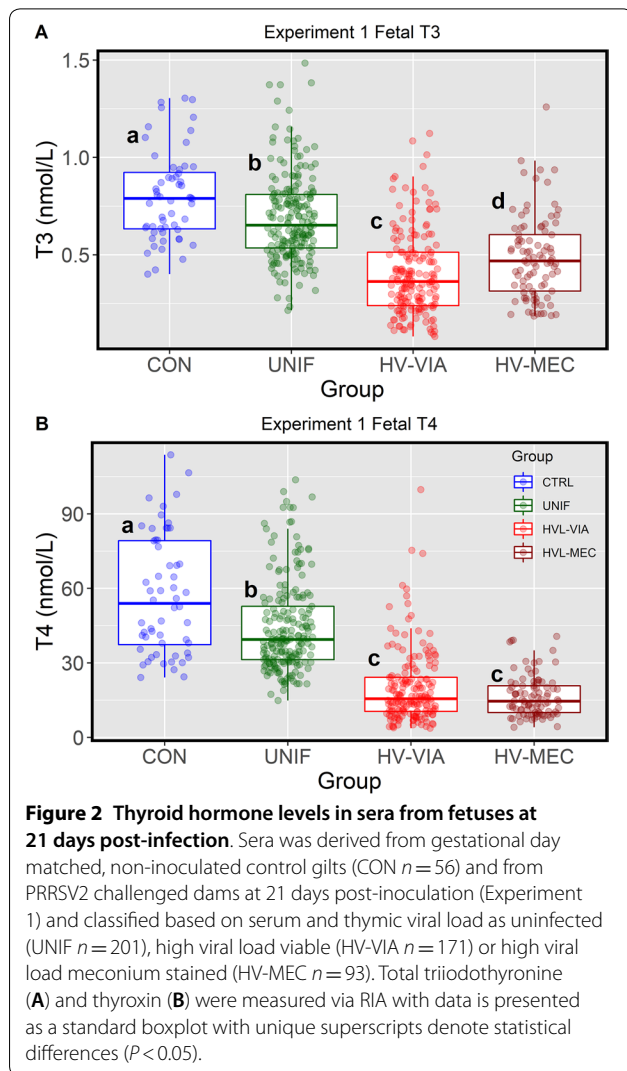 A
Experiment 1 Fetal T3
1.5
1.0
0.5
T3 (nmol/L)
a
b
c
d
CON
UNIF
HV-VIA
HV-MEC
Group
B
Experiment 1 Fetal T4
90
60
30
0
T4 (nmol/L)
a
b
c
c
Group
CTRL
UNIF
HVL-VIA
HVL-MEC
CON
UNIF
HV-VIA
HV-MEC
Group
Figure 2 Thyroid hormone levels in sera from fetuses at
21 days post-infection. Sera was derived from gestational day
matched, non-inoculated control gilts (CON n = 56) and from
PRRSV2 challenged dams at 21 days post-inoculation (Experiment
1) and classified based on serum and thymic viral load as uninfected
(UNIF n = 201), high viral load viable (HV-VIA n = 171) or high viral
load meconium stained (HV-MEC n = 93). Total triiodothyronine
(A) and thyroxin (B) were measured via RIA with data is presented
as a standard boxplot with unique superscripts denote statistical
differences (P < 0.05).